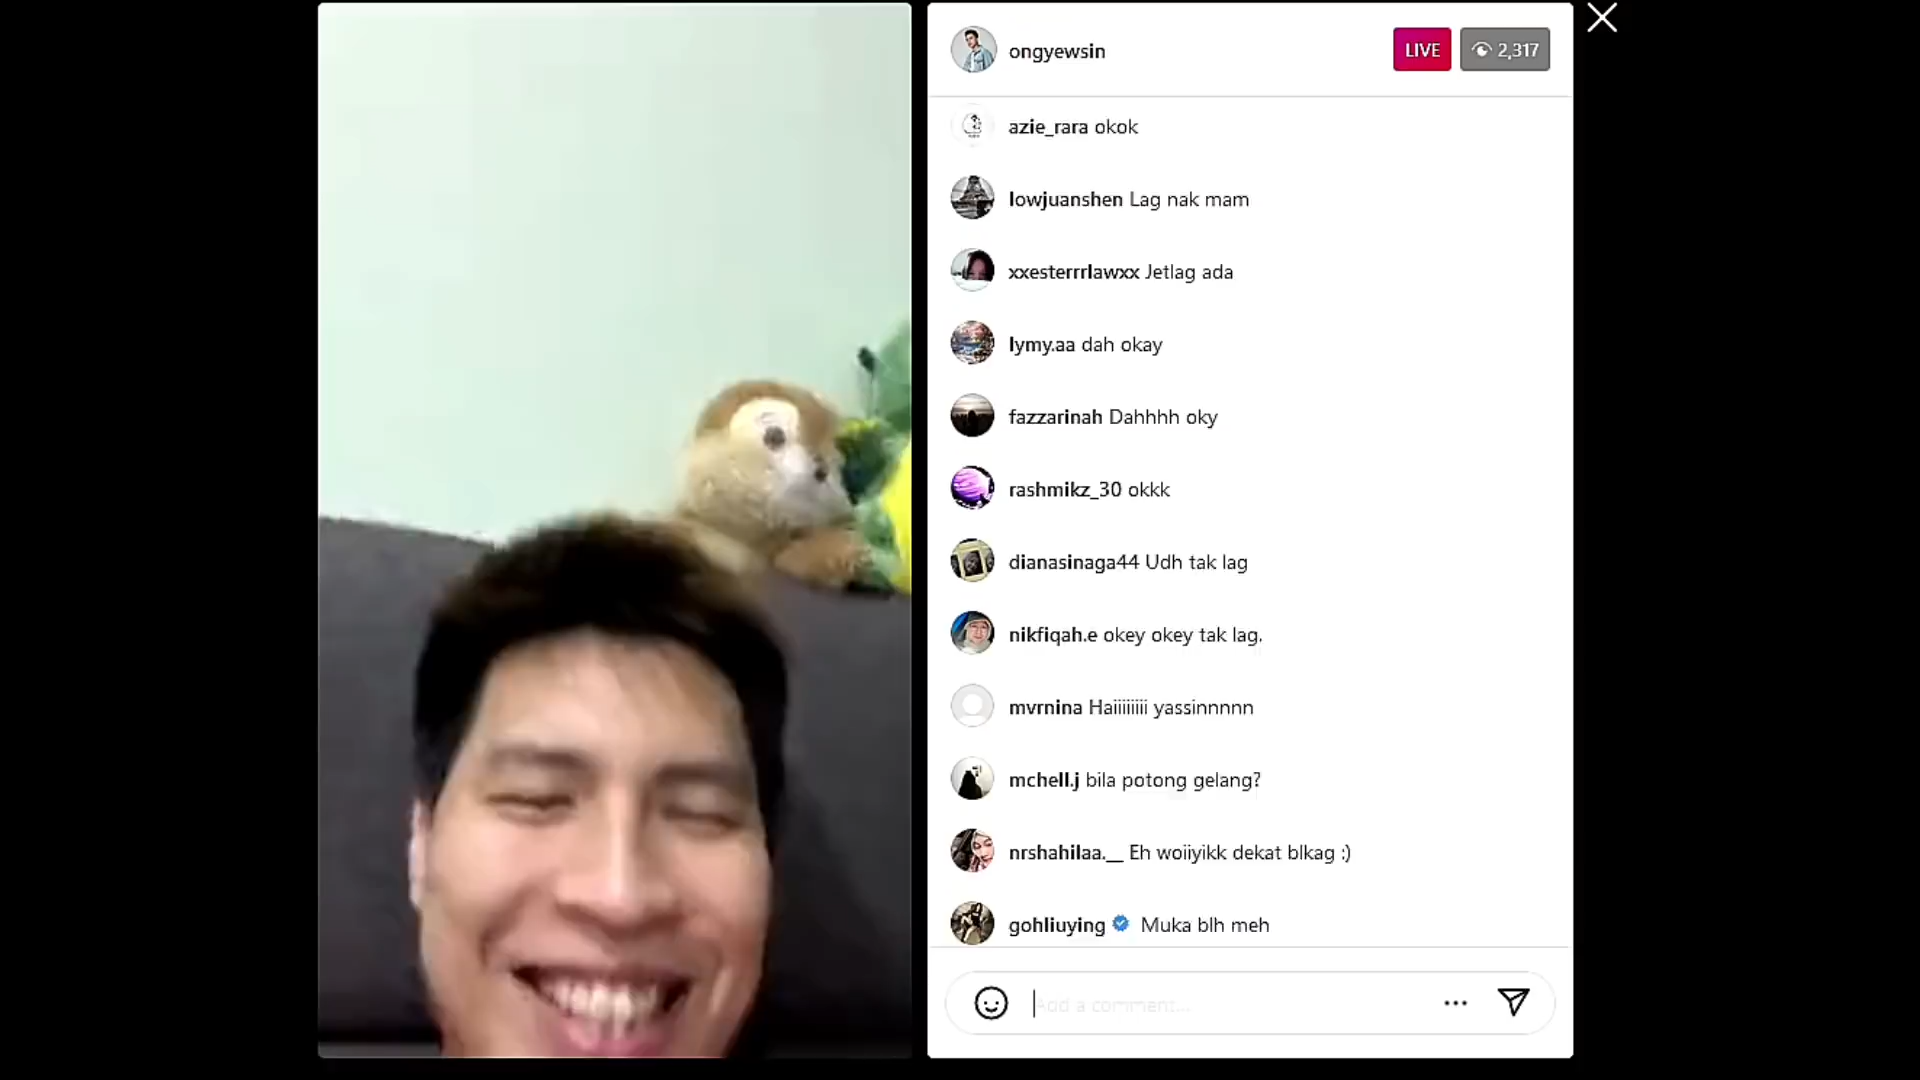 ongyewsin
LIVE 2,317
azie_rara okok
lowjuanshen Lag nak mam
xxesterrrlawxx Jetlag ada
lymy.aa dah okay
fazzarinah Dahhhh oky
rashmikz_30 okkk
dianasinaga44 Udh tak lag
nikfiqah.e okey okey tak lag.
mvrnina Haiiiiiiii yassinnnnn
mchell.j bila potong gelang?
nrshahilaa.__ Eh woiiyikk dekat blkag :)
gohliuying Muka blh meh
Add a comment...